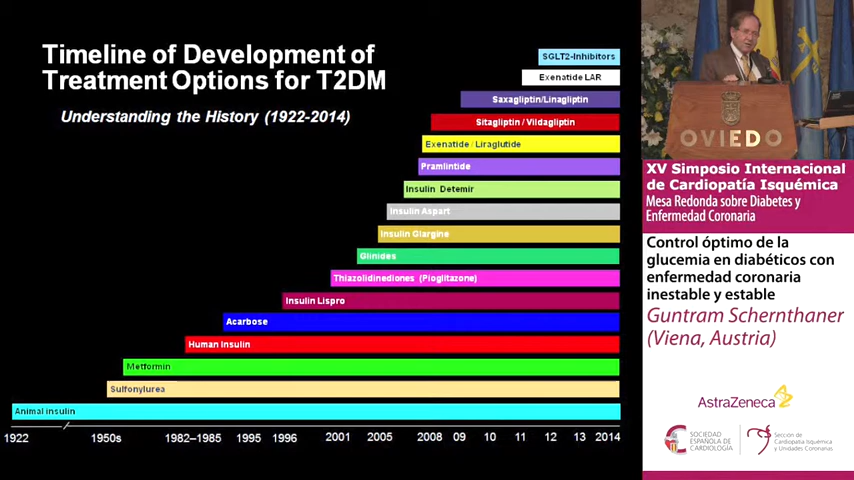 Timeline of Development of
Treatment Options for T2DM
Understanding the History (1922-2014)
SGLT2-Inhibitors
Exenatide LAR
Saxagliptin/Linagliptin
Sitagliptin / Vildagliptin
Exenatide / Liraglutide
Pramlintide
Insulin Detemir
Insulin Aspart
Insulin Glargine
Glinides
Thiazolidinediones (Pioglitazone)
Insulin Lispro
Acarbose
Human Insulin
Metformin
Sulfonylurea
Animal insulin
1922 1950s 1982–1985 1995 1996 2001 2005 2008 09 10 11 12 13 2014
OVIEDO
XV Simposio Internacional
de Cardiopatía Isquémica
Mesa Redonda sobre Diabetes y
Enfermedad Coronaria
Control óptimo de la
glucemia en diabéticos con
enfermedad coronaria
inestable y estable
Guntram Schernthaner
(Viena, Austria)
AstraZeneca
SOCIEDAD
ESPAÑOLA DE
CARDIOLOGÍA
Sección de
Cardiopatía Isquémica
y Unidades Coronarias